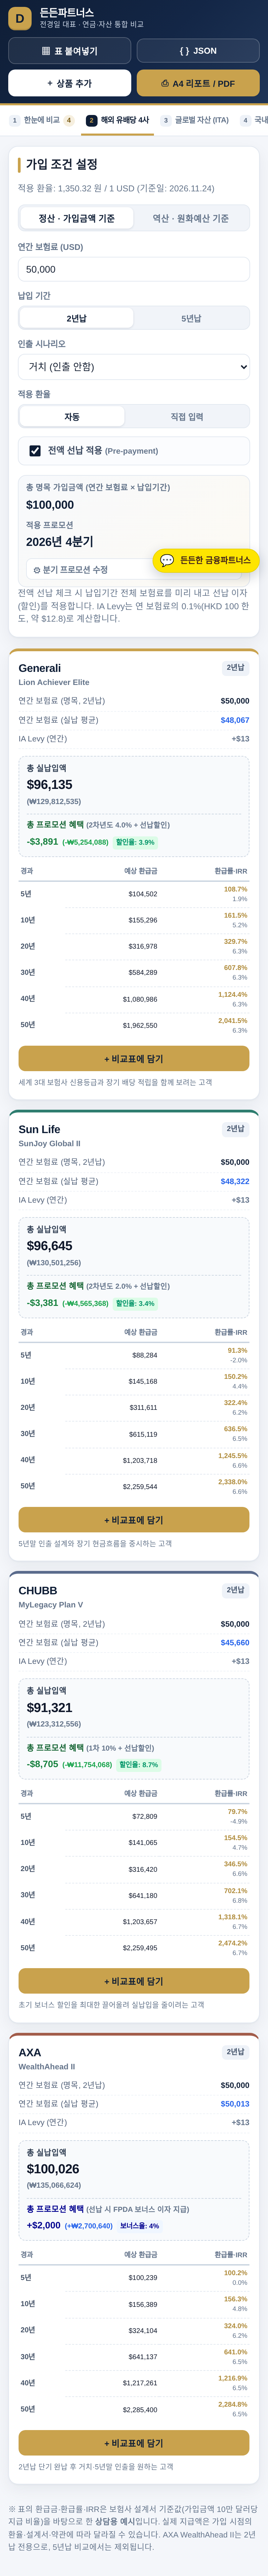 D
든든파트너스
전경일 대표 · 연금·자산 통합 비교
▦ 표 붙여넣기
{ } JSON
+ 상품 추가
⎙ A4 리포트 / PDF
1 한눈에 비교 4
2 해외 유배당 4사
3 글로벌 자산 (ITA)
4 국내
가입 조건 설정
적용 환율: 1,350.32 원 / 1 USD (기준일: 2026.11.24)
정산 · 가입금액 기준
역산 · 원화예산 기준
연간 보험료 (USD)
50,000
납입 기간
2년납
5년납
인출 시나리오
거치 (인출 안함)
적용 환율
자동
직접 입력
전액 선납 적용 (Pre-payment)
총 명목 가입금액 (연간 보험료 × 납입기간)
$100,000
적용 프로모션
2026년 4분기
⚙ 분기 프로모션 수정
든든한 금융파트너스
전액 선납 체크 시 납입기간 전체 보험료를 미리 내고 선납 이자(할인)를 적용합니다. IA Levy는 연 보험료의 0.1%(HKD 100 한도, 약 $12.8)로 계산합니다.
Generali
2년납
Lion Achiever Elite
연간 보험료 (명목, 2년납) $50,000
연간 보험료 (실납 평균) $48,067
IA Levy (연간) +$13
총 실납입액
$96,135
(₩129,812,535)
총 프로모션 혜택 (2차년도 4.0% + 선납할인)
-$3,891 (-₩5,254,088) 할인율: 3.9%
경과 예상 환급금 환급률·IRR
5년 $104,502 108.7%
1.9%
10년 $155,296 161.5%
5.2%
20년 $316,978 329.7%
6.3%
30년 $584,289 607.8%
6.3%
40년 $1,080,986 1,124.4%
6.3%
50년 $1,962,550 2,041.5%
6.3%
+ 비교표에 담기
세계 3대 보험사 신용등급과 장기 배당 적립을 함께 보려는 고객
Sun Life
2년납
SunJoy Global II
연간 보험료 (명목, 2년납) $50,000
연간 보험료 (실납 평균) $48,322
IA Levy (연간) +$13
총 실납입액
$96,645
(₩130,501,256)
총 프로모션 혜택 (2차년도 2.0% + 선납할인)
-$3,381 (-₩4,565,368) 할인율: 3.4%
경과 예상 환급금 환급률·IRR
5년 $88,284 91.3%
-2.0%
10년 $145,168 150.2%
4.4%
20년 $311,611 322.4%
6.2%
30년 $615,119 636.5%
6.5%
40년 $1,203,718 1,245.5%
6.6%
50년 $2,259,544 2,338.0%
6.6%
+ 비교표에 담기
5년말 인출 설계와 장기 현금흐름을 중시하는 고객
CHUBB
2년납
MyLegacy Plan V
연간 보험료 (명목, 2년납) $50,000
연간 보험료 (실납 평균) $45,660
IA Levy (연간) +$13
총 실납입액
$91,321
(₩123,312,556)
총 프로모션 혜택 (1차 10% + 선납할인)
-$8,705 (-₩11,754,068) 할인율: 8.7%
경과 예상 환급금 환급률·IRR
5년 $72,809 79.7%
-4.9%
10년 $141,065 154.5%
4.7%
20년 $316,420 346.5%
6.6%
30년 $641,180 702.1%
6.8%
40년 $1,203,657 1,318.1%
6.7%
50년 $2,259,495 2,474.2%
6.7%
+ 비교표에 담기
초기 보너스 할인을 최대한 끌어올려 실납입을 줄이려는 고객
AXA
2년납
WealthAhead II
연간 보험료 (명목, 2년납) $50,000
연간 보험료 (실납 평균) $50,013
IA Levy (연간) +$13
총 실납입액
$100,026
(₩135,066,624)
총 프로모션 혜택 (선납 시 FPDA 보너스 이자 지급)
+$2,000 (+₩2,700,640) 보너스율: 4%
경과 예상 환급금 환급률·IRR
5년 $100,239 100.2%
0.0%
10년 $156,389 156.3%
4.8%
20년 $324,104 324.0%
6.2%
30년 $641,137 641.0%
6.5%
40년 $1,217,261 1,216.9%
6.5%
50년 $2,285,400 2,284.8%
6.5%
+ 비교표에 담기
2년납 단기 완납 후 거치·5년말 인출을 원하는 고객
※ 표의 환급금·환급률·IRR은 보험사 설계서 기준값(가입금액 10만 달러당 지급 비율)을 바탕으로 한 상담용 예시입니다. 실제 지급액은 가입 시점의 환율·설계서·약관에 따라 달라질 수 있습니다. AXA WealthAhead II는 2년납 전용으로, 5년납 비교에서는 제외됩니다.